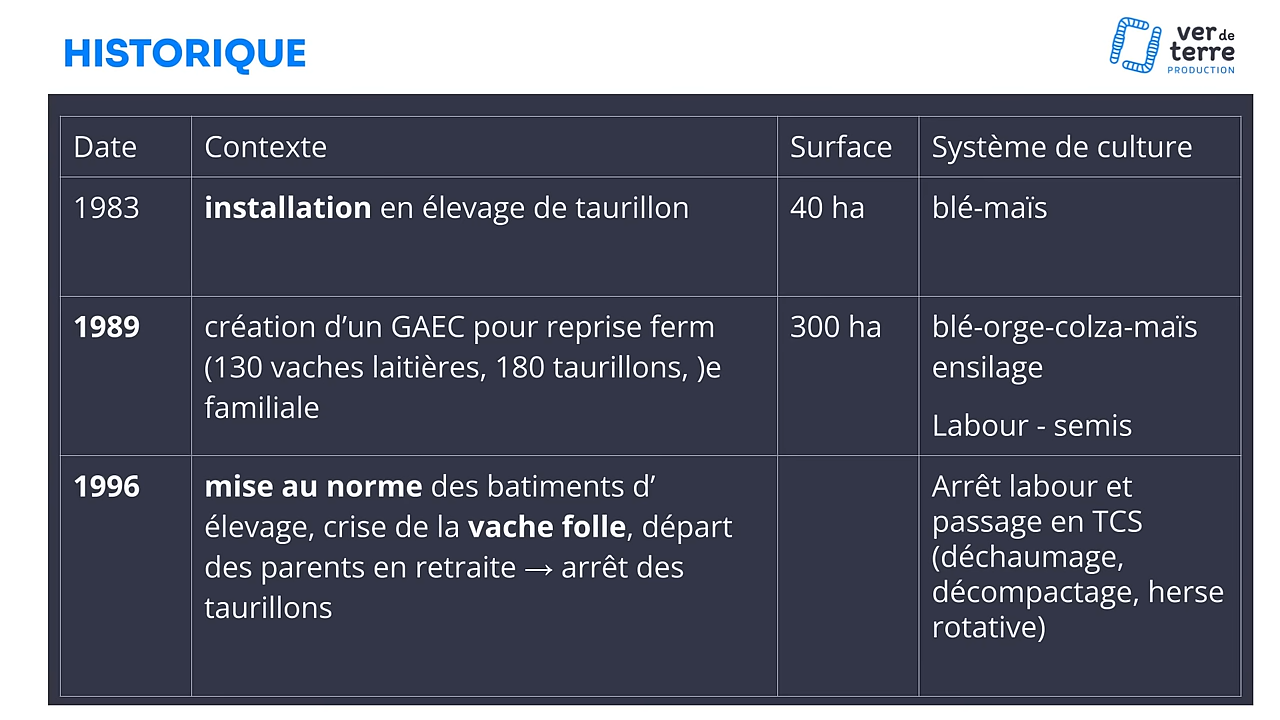 HISTORIQUE
ver de
terre
PRODUCTION
Date
Contexte
Surface
Système de culture
1983
installation en élevage de taurillon
40 ha
blé-maïs
1989
création d’un GAEC pour reprise ferm
(130 vaches laitières, 180 taurillons, )e
familiale
300 ha
blé-orge-colza-maïs
ensilage
Labour - semis
1996
mise au norme des batiments d’
élevage, crise de la vache folle, départ
des parents en retraite → arrêt des
taurillons
Arrêt labour et
passage en TCS
(déchaumage,
décompactage, herse
rotative)